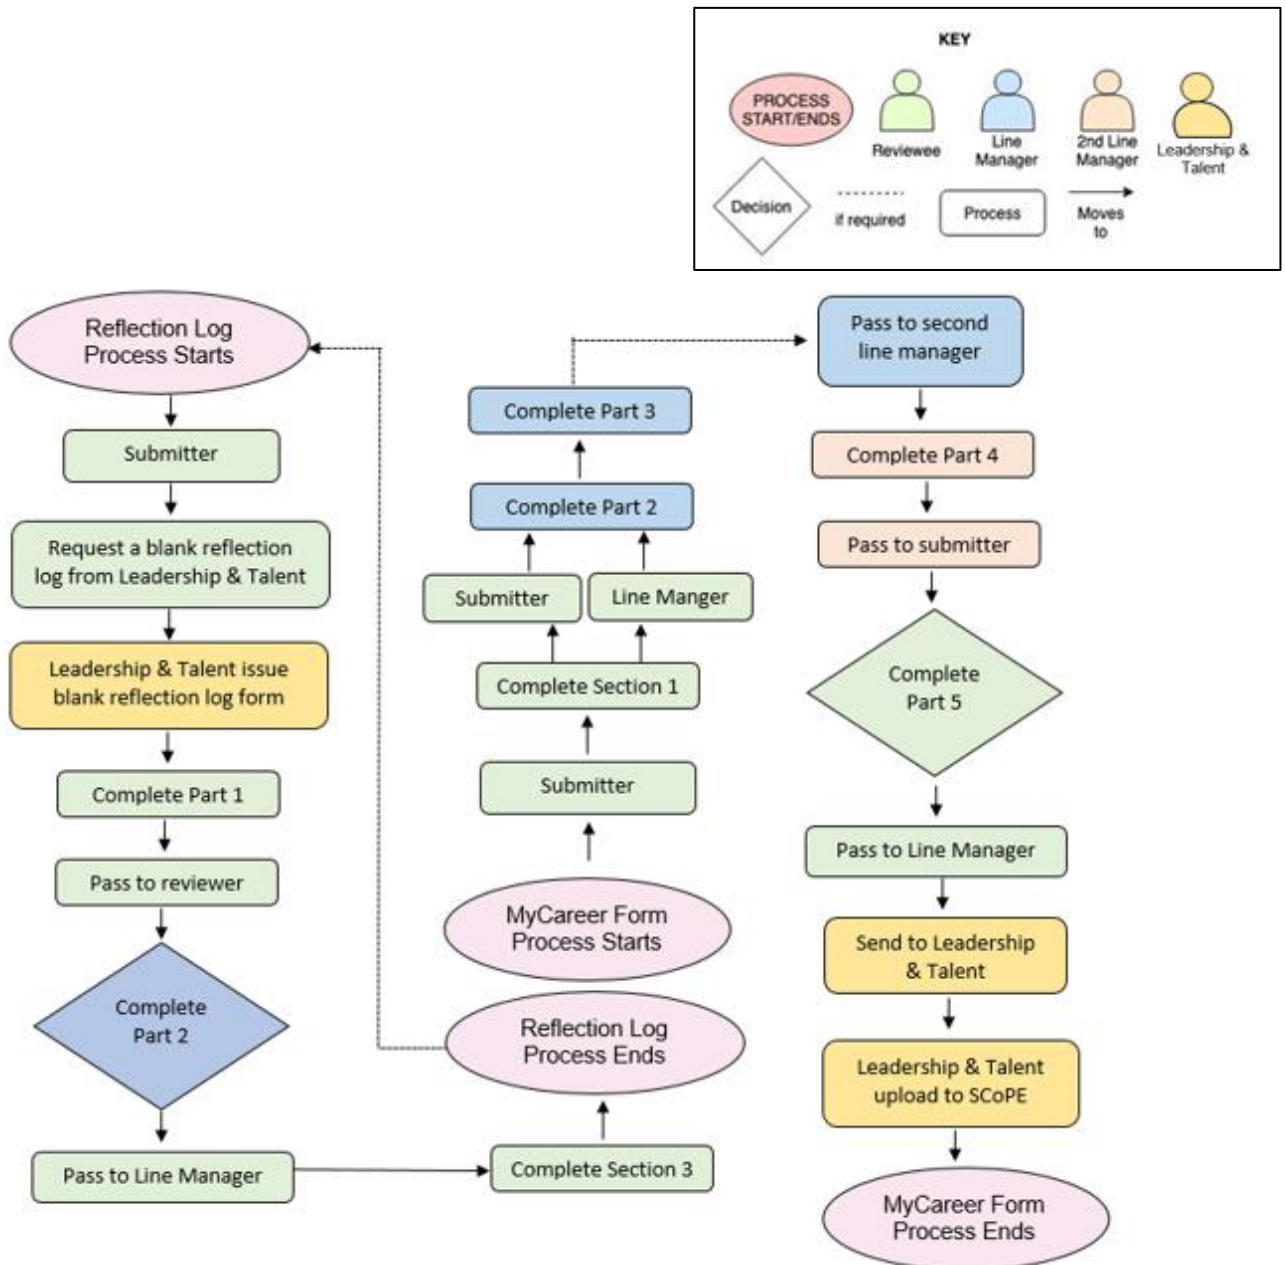 KEY
PROCESS
START/ENDS
Reviewee
Line
Manager
2nd Line
Manager
Leadership &
Talent
Decision
if required
Process
Moves
to
Reflection Log
Process Starts
Submitter
Request a blank reflection
log from Leadership & Talent
Leadership & Talent issue
blank reflection log form
Complete Part 1
Pass to reviewer
Complete
Part 2
Pass to Line Manager
Complete Section 3
Reflection Log
Process Ends
MyCareer Form
Process Starts
Submitter
Complete Section 1
Submitter
Line Manger
Complete Part 2
Complete Part 3
Pass to second
line manager
Complete Part 4
Pass to submitter
Complete
Part 5
Pass to Line Manager
Send to Leadership
& Talent
Leadership & Talent
upload to SCoPE
MyCareer Form
Process Ends